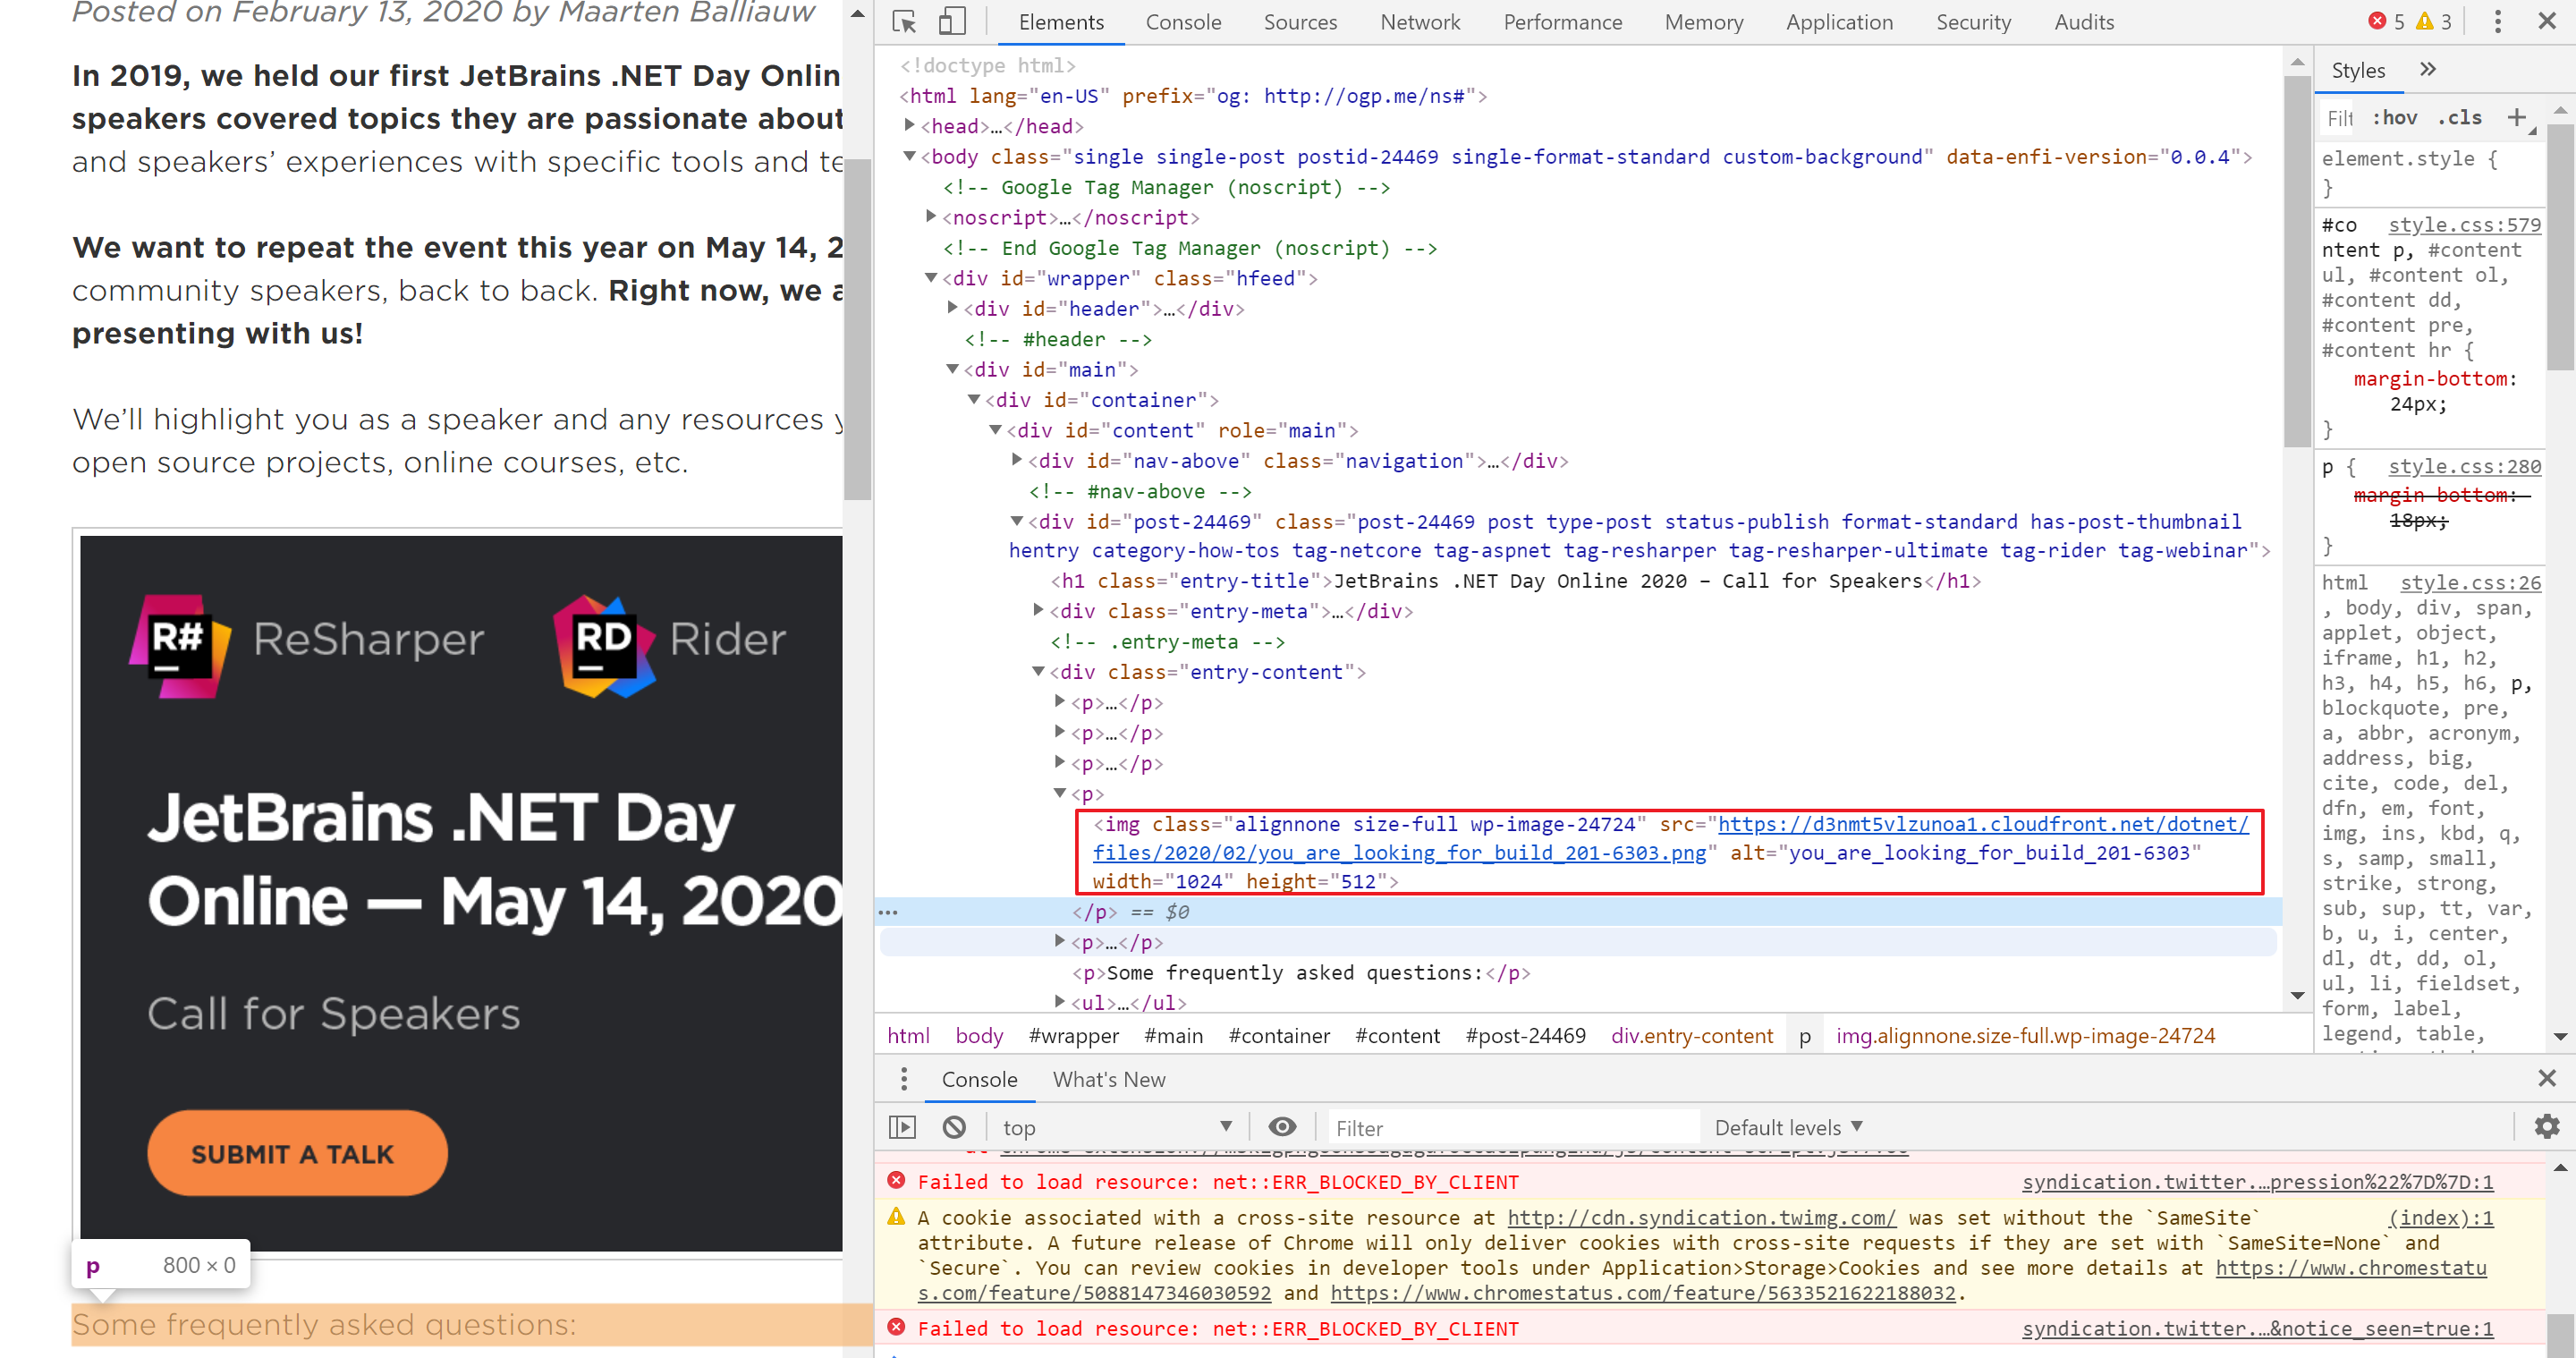 Posted on February 13, 2020 by Maarten Balliauw
In 2019, we held our first JetBrains .NET Day Onlin
speakers covered topics they are passionate about
and speakers’ experiences with specific tools and te
We want to repeat the event this year on May 14, 2
community speakers, back to back. Right now, we a
presenting with us!
We’ll highlight you as a speaker and any resources y
open source projects, online courses, etc.
R# ReSharper RD Rider
JetBrains .NET Day
Online — May 14, 2020
Call for Speakers
SUBMIT A TALK
p 800 × 0
Some frequently asked questions:
Elements Console Sources Network Performance Memory Application Security Audits 5 3
<!doctype html>
<html lang="en-US" prefix="og: http://ogp.me/ns#">
<head>…</head>
<body class="single single-post postid-24469 single-format-standard custom-background" data-enfi-version="0.0.4">
<!-- Google Tag Manager (noscript) -->
<noscript>…</noscript>
<!-- End Google Tag Manager (noscript) -->
<div id="wrapper" class="hfeed">
<div id="header">…</div>
<!-- #header -->
<div id="main">
<div id="container">
<div id="content" role="main">
<div id="nav-above" class="navigation">…</div>
<!-- #nav-above -->
<div id="post-24469" class="post-24469 post type-post status-publish format-standard has-post-thumbnail
hentry category-how-tos tag-netcore tag-aspnet tag-resharper tag-resharper-ultimate tag-rider tag-webinar">
<h1 class="entry-title">JetBrains .NET Day Online 2020 – Call for Speakers</h1>
<div class="entry-meta">…</div>
<!-- .entry-meta -->
<div class="entry-content">
<p>…</p>
<p>…</p>
<p>…</p>
<p>
<img class="alignnone size-full wp-image-24724" src="https://d3nmt5vlzunoa1.cloudfront.net/dotnet/
files/2020/02/you_are_looking_for_build_201-6303.png" alt="you_are_looking_for_build_201-6303"
width="1024" height="512">
</p> == $0
<p>…</p>
<p>Some frequently asked questions:</p>
<ul>…</ul>
html body #wrapper #main #container #content #post-24469 div.entry-content p img.alignnone.size-full.wp-image-24724
Styles
Filt :hov .cls +
element.style {
}
#co style.css:579
ntent p, #content
ul, #content ol,
#content dd,
#content pre,
#content hr {
margin-bottom:
24px;
}
p { style.css:280
margin-bottom:
18px;
}
html style.css:26
, body, div, span,
applet, object,
iframe, h1, h2,
h3, h4, h5, h6, p,
blockquote, pre,
a, abbr, acronym,
address, big,
cite, code, del,
dfn, em, font,
img, ins, kbd, q,
s, samp, small,
strike, strong,
sub, sup, tt, var,
b, u, i, center,
dl, dt, dd, ol,
ul, li, fieldset,
form, label,
legend, table,
Console What's New
top Filter Default levels
Failed to load resource: net::ERR_BLOCKED_BY_CLIENT syndication.twitter.…pression%22%7D%7D:1
A cookie associated with a cross-site resource at http://cdn.syndication.twimg.com/ was set without the `SameSite` (index):1
attribute. A future release of Chrome will only deliver cookies with cross-site requests if they are set with `SameSite=None` and
`Secure`. You can review cookies in developer tools under Application>Storage>Cookies and see more details at https://www.chromestatu
s.com/feature/5088147346030592 and https://www.chromestatus.com/feature/5633521622188032.
Failed to load resource: net::ERR_BLOCKED_BY_CLIENT syndication.twitter.…&notice_seen=true:1